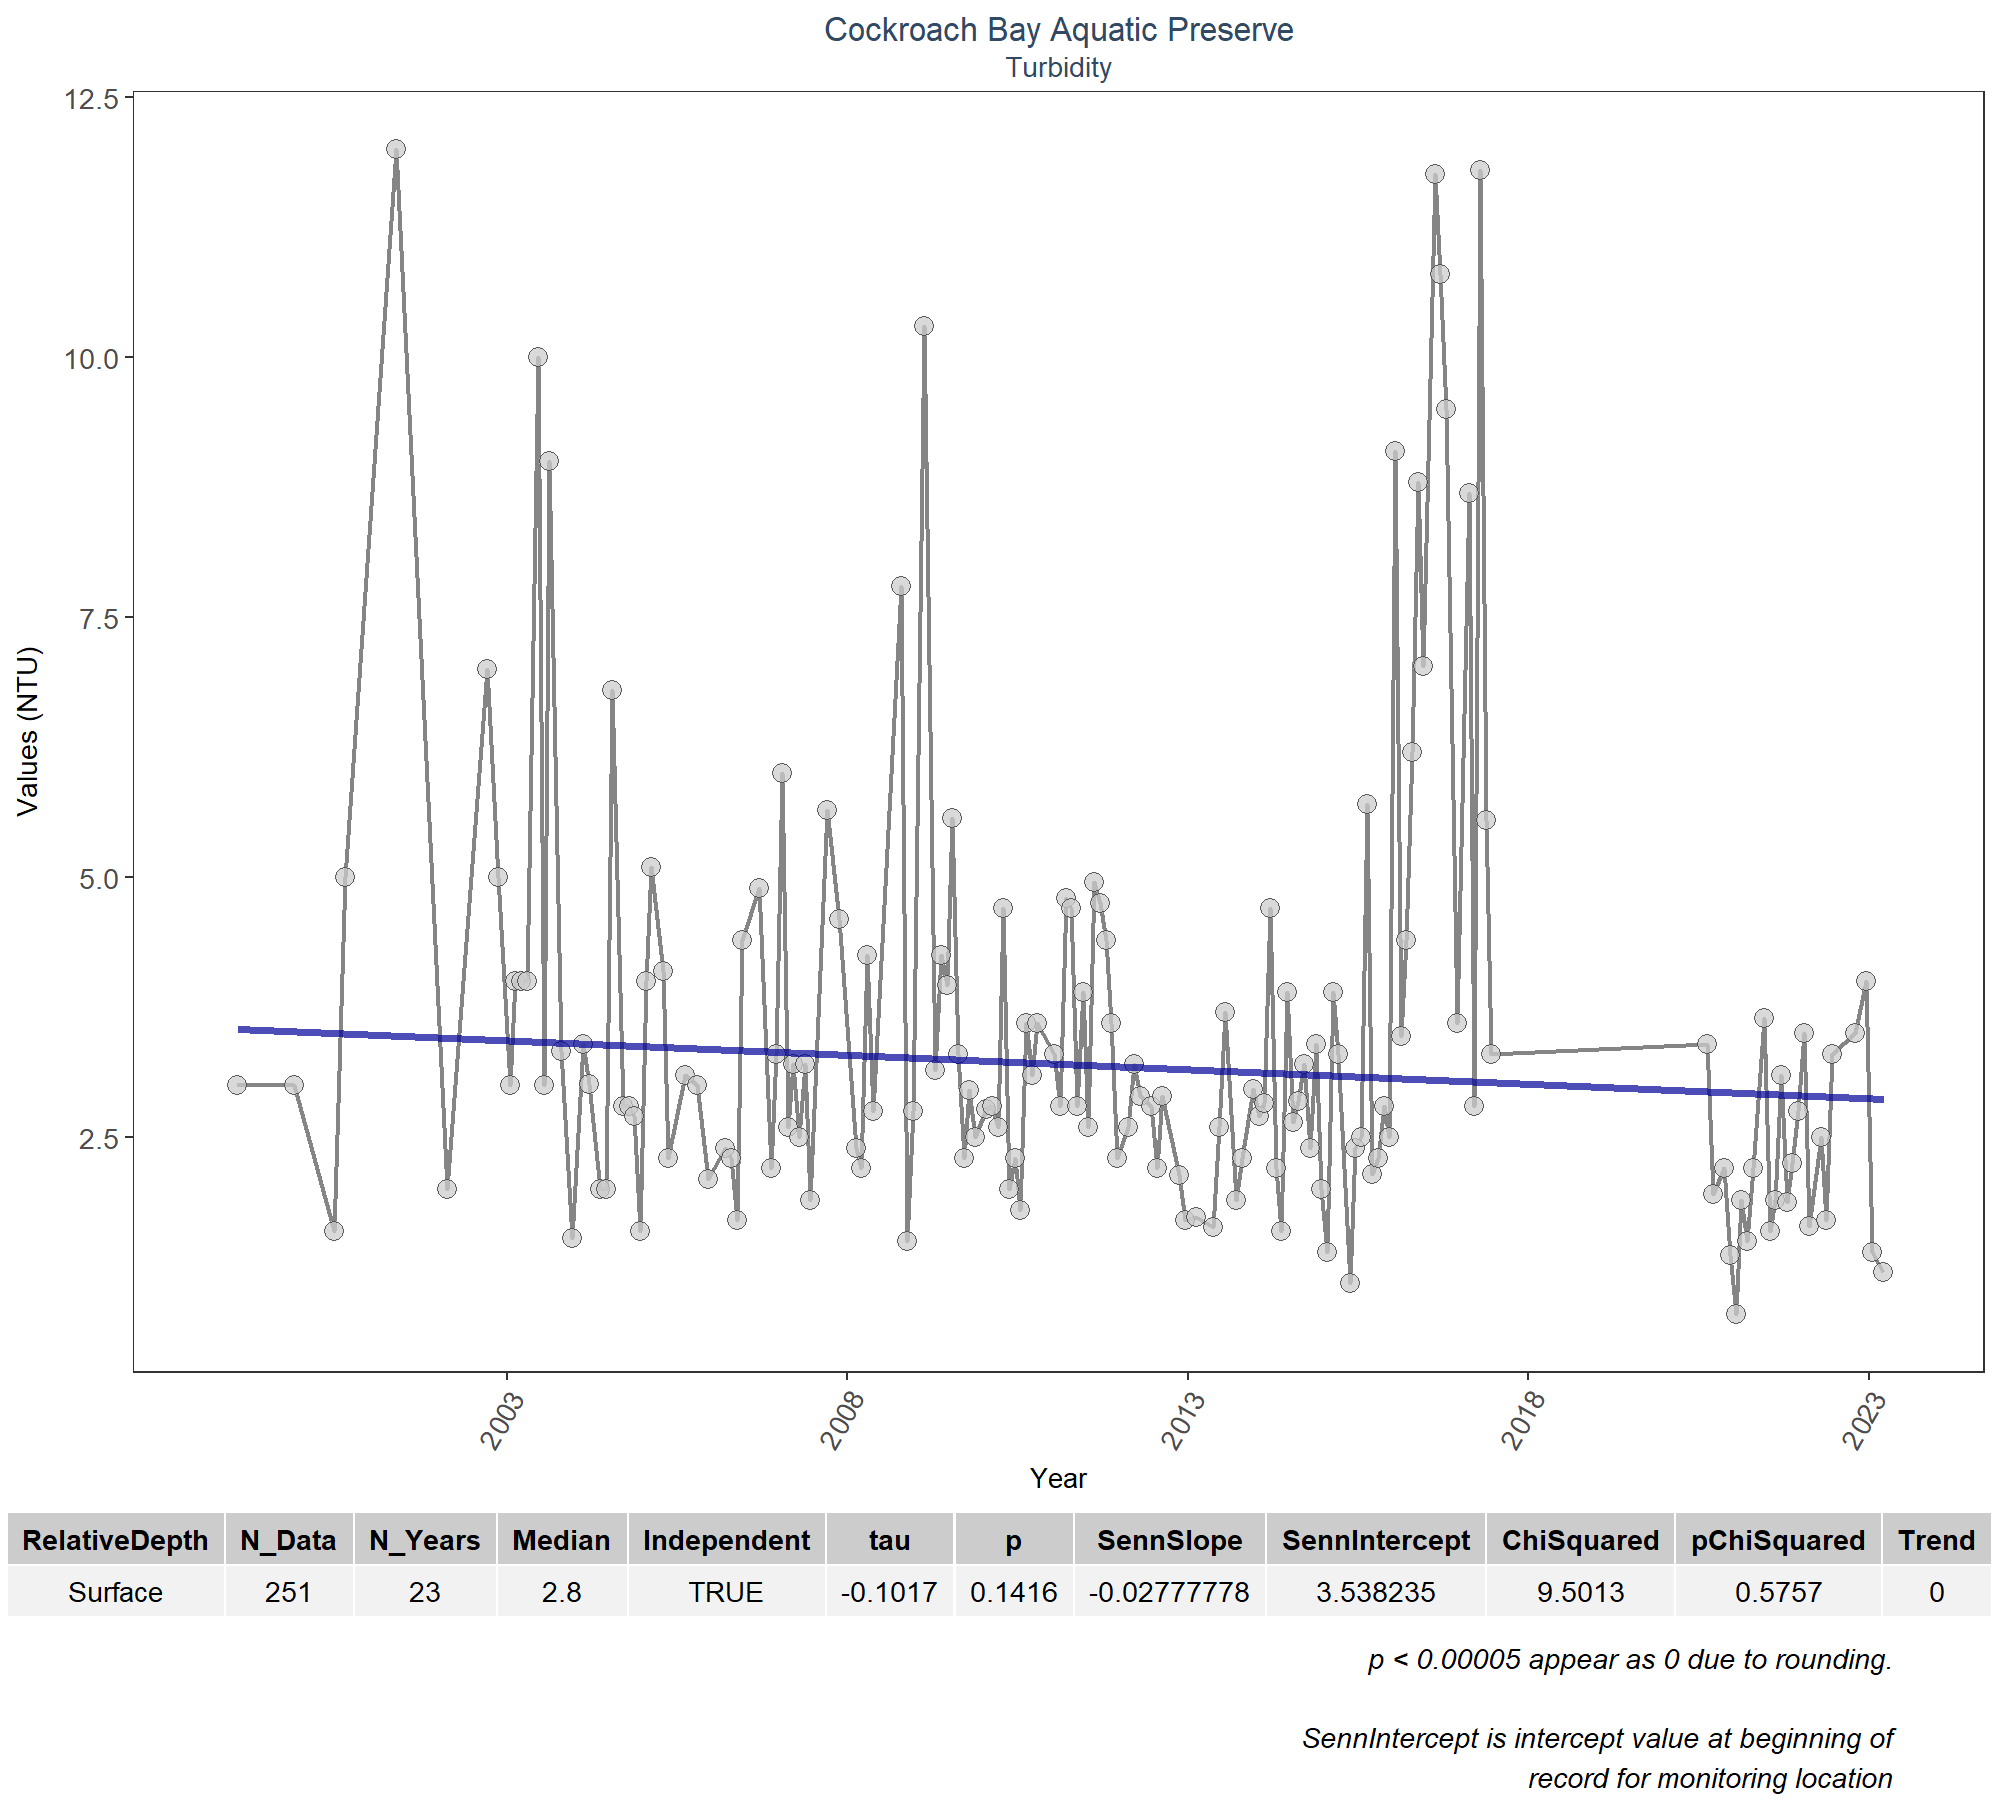 Cockroach Bay Aquatic Preserve
Turbidity
12.5
10.0
7.5
5.0
2.5
Values (NTU)
2003
2008
2013
2018
2023
Year
RelativeDepth N_Data N_Years Median Independent tau p SennSlope SennIntercept ChiSquared pChiSquared Trend
Surface 251 23 2.8 TRUE -0.1017 0.1416 -0.02777778 3.538235 9.5013 0.5757 0
p < 0.00005 appear as 0 due to rounding.
SennIntercept is intercept value at beginning of
record for monitoring location